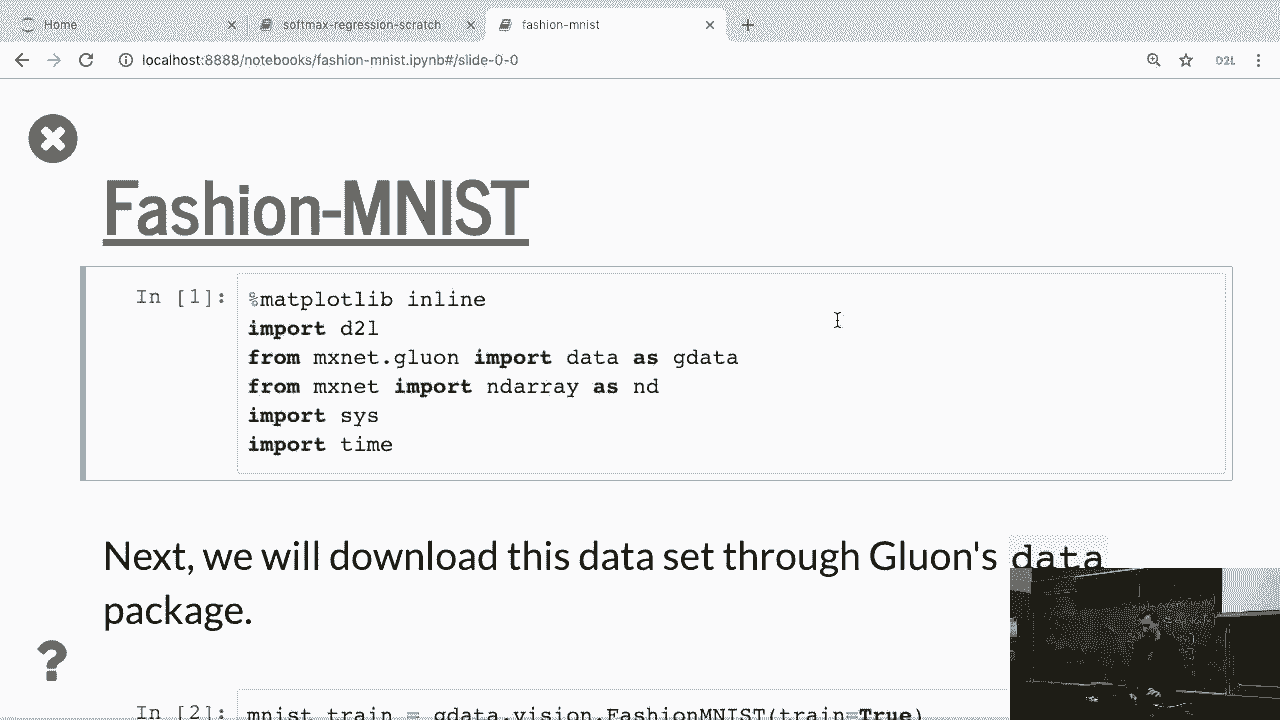 Home
softmax-regression-scratch
fashion-mnist
localhost:8888/notebooks/fashion-mnist.ipynb#/slide-0-0
D2L
Fashion-MNIST
In [1]:
%matplotlib inline
import d2l
from mxnet.gluon import data as gdata
from mxnet import ndarray as nd
import sys
import time
Next, we will download this data set through Gluon's data
package.
In [2]: mnist_train = gdata.vision.FashionMNIST(train=True)